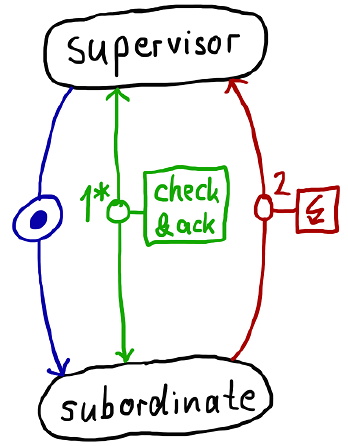 supervisor
1*
check
& ack
2
subordinate